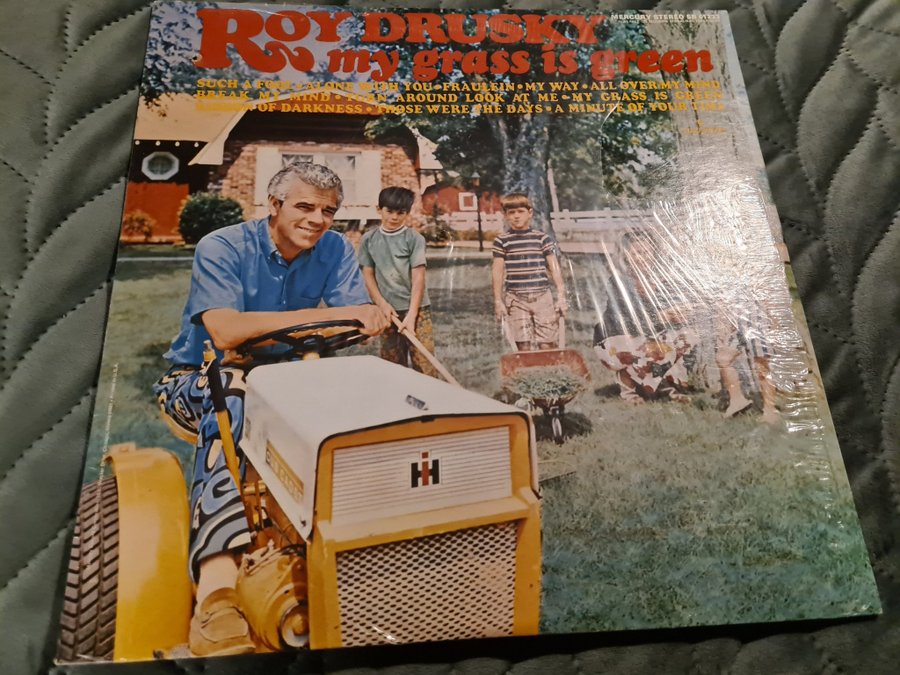 MERCURY STEREO SR 61233
ROY DRUSKY
my grass is green
SUCH A FOOL • ALONE WITH YOU • FRAULEIN • MY WAY • ALL OVER MY MIND
BREAK MY MIND • TURN AROUND LOOK AT ME • MY GRASS IS GREEN
OF DARKNESS • THOSE WERE THE DAYS • A MINUTE OF YOUR TIME
IH